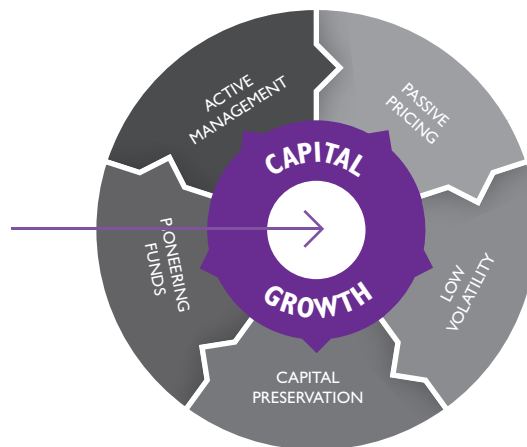 ACTIVE
MANAGEMENT
PASSIVE
PRICING
CAPITAL
GROWTH
PIONEERING
FUNDS
LOW
VOLATILITY
CAPITAL
PRESERVATION